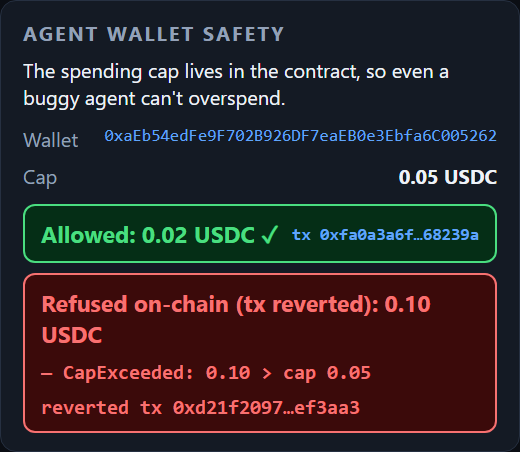 AGENT WALLET SAFETY
The spending cap lives in the contract, so even a
buggy agent can't overspend.
Wallet 0xaEb54edFe9F702B926DF7eaEB0e3Ebfa6C005262
Cap 0.05 USDC
Allowed: 0.02 USDC ✓ tx 0xfa0a3a6f…68239a
Refused on-chain (tx reverted): 0.10
USDC
— CapExceeded: 0.10 > cap 0.05
reverted tx 0xd21f2097…ef3aa3